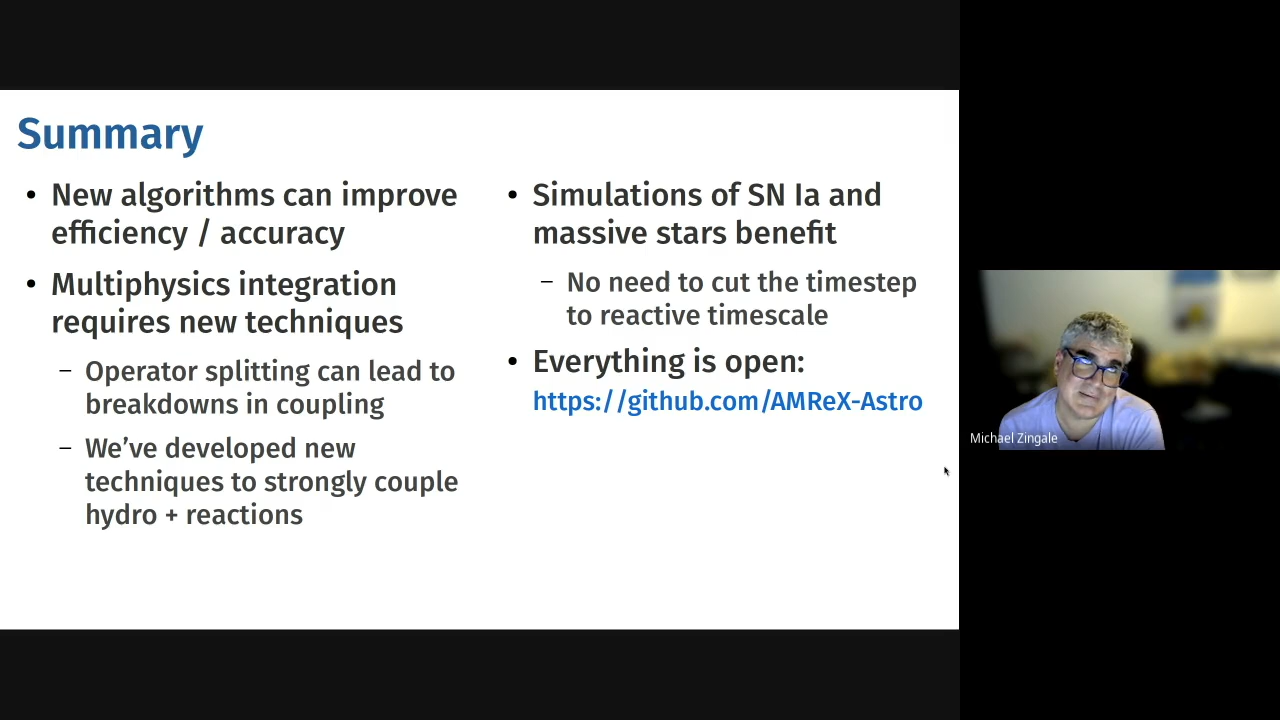 Summary
• New algorithms can improve
efficiency / accuracy
• Multiphysics integration
requires new techniques
– Operator splitting can lead to
breakdowns in coupling
– We’ve developed new
techniques to strongly couple
hydro + reactions
• Simulations of SN Ia and
massive stars benefit
– No need to cut the timestep
to reactive timescale
• Everything is open:
https://github.com/AMReX-Astro
Michael Zingale